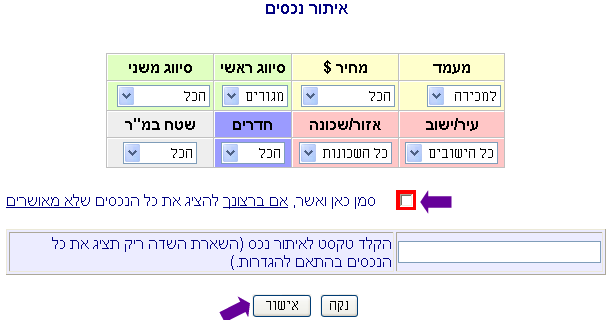 איתור נכסים
מעמד מחיר $ סיווג ראשי סיווג משני
למכירה הכל מגורים הכל
עיר/ישוב אזור/שכונה חדרים שטח במ''ר
כל הישובים כל השכונות הכל הכל
סמן כאן ואשר, אם ברצונך להציג את כל הנכסים שלא מאושרים
הקלד טקסט לאיתור נכס (השארת השדה ריק תציג את כל
הנכסים בהתאם להגדרות.)
נקה אישור